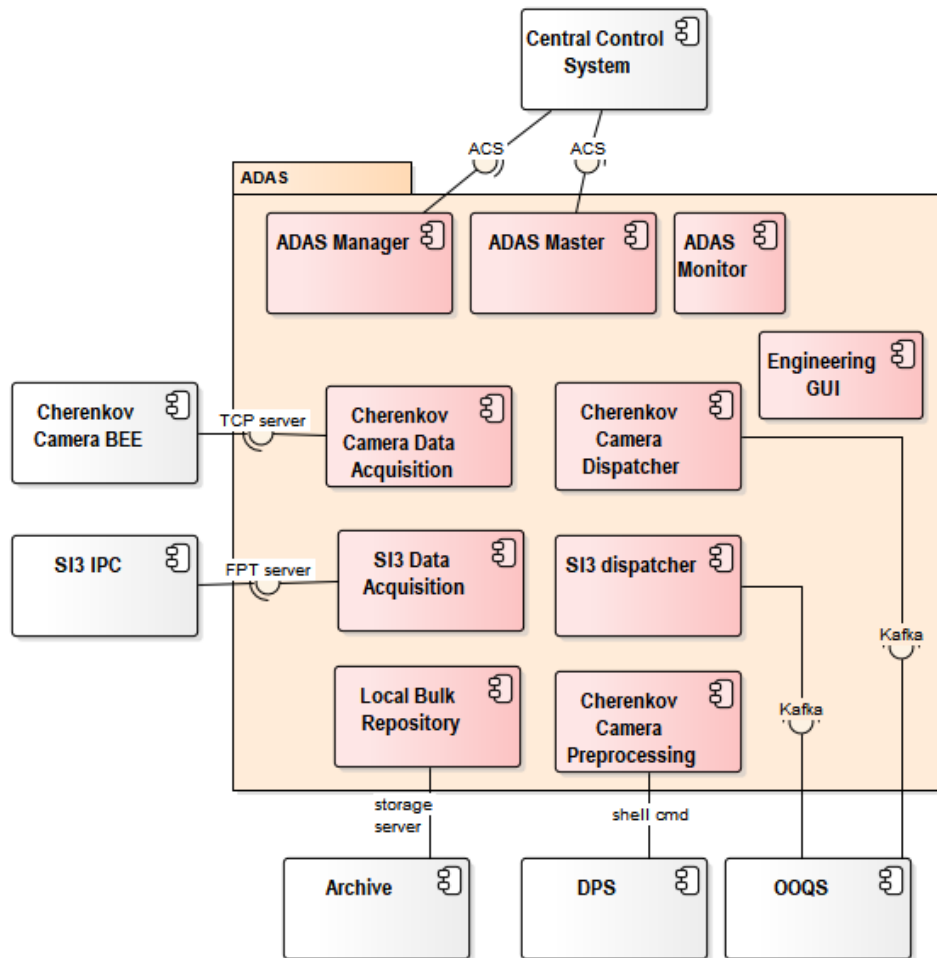 Central Control
System
ACS
ACS
ADAS
ADAS Manager
ADAS Master
ADAS
Monitor
Engineering
GUI
Cherenkov
Camera BEE
TCP server
Cherenkov
Camera Data
Acquisition
Cherenkov
Camera
Dispatcher
SI3 IPC
FPT server
SI3 Data
Acquisition
SI3 dispatcher
Kafka
Local Bulk
Repository
Cherenkov
Camera
Preprocessing
Kafka
storage
server
shell cmd
Archive
DPS
OOQS